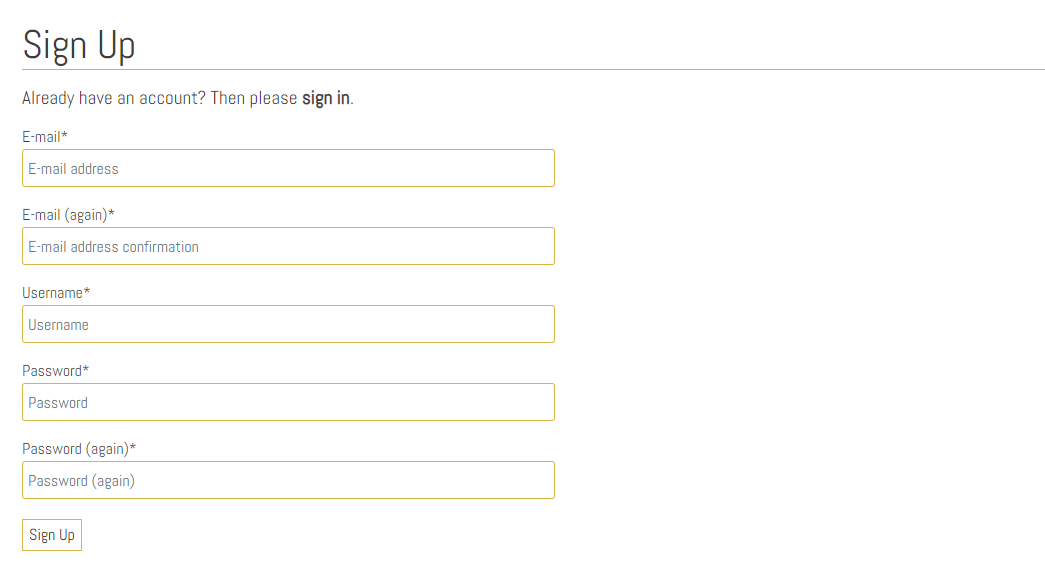 Sign Up
Already have an account? Then please sign in.
E-mail*
E-mail address
E-mail (again)*
E-mail address confirmation
Username*
Username
Password*
Password
Password (again)*
Password (again)
Sign Up